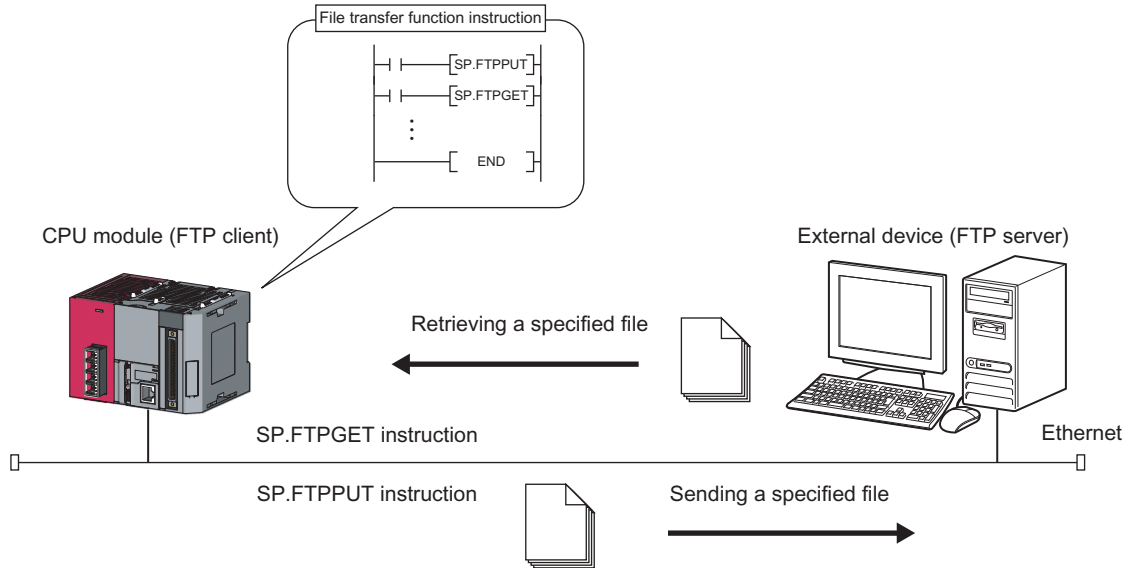 File transfer function instruction
SP.FTPPUT
SP.FTPGET
END
CPU module (FTP client)
External device (FTP server)
Retrieving a specified file
SP.FTPGET instruction
Ethernet
SP.FTPPUT instruction
Sending a specified file